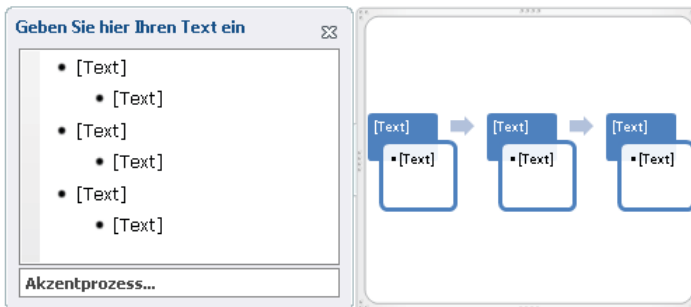 Geben Sie hier Ihren Text ein
• [Text]
• [Text]
• [Text]
• [Text]
• [Text]
• [Text]
Akzentprozess...
[Text]
▪[Text]
[Text]
▪[Text]
[Text]
▪[Text]